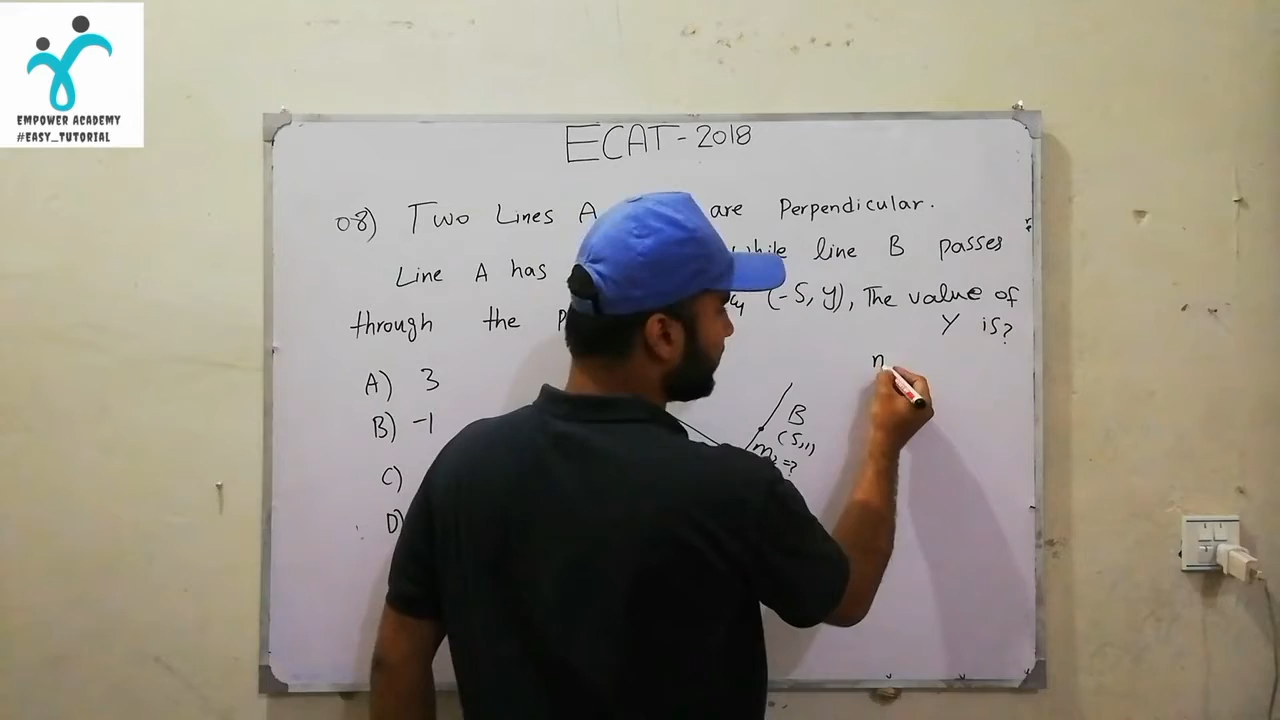 EMPOWER ACADEMY
#EASY_TUTORIAL
ECAT-2018
08) Two Lines A are Perpendicular.
Line A has while line B passes
through the (-5, y), The value of
Y is?
A) 3
B) -1
C)
D)
B
(5,1)
m2=?